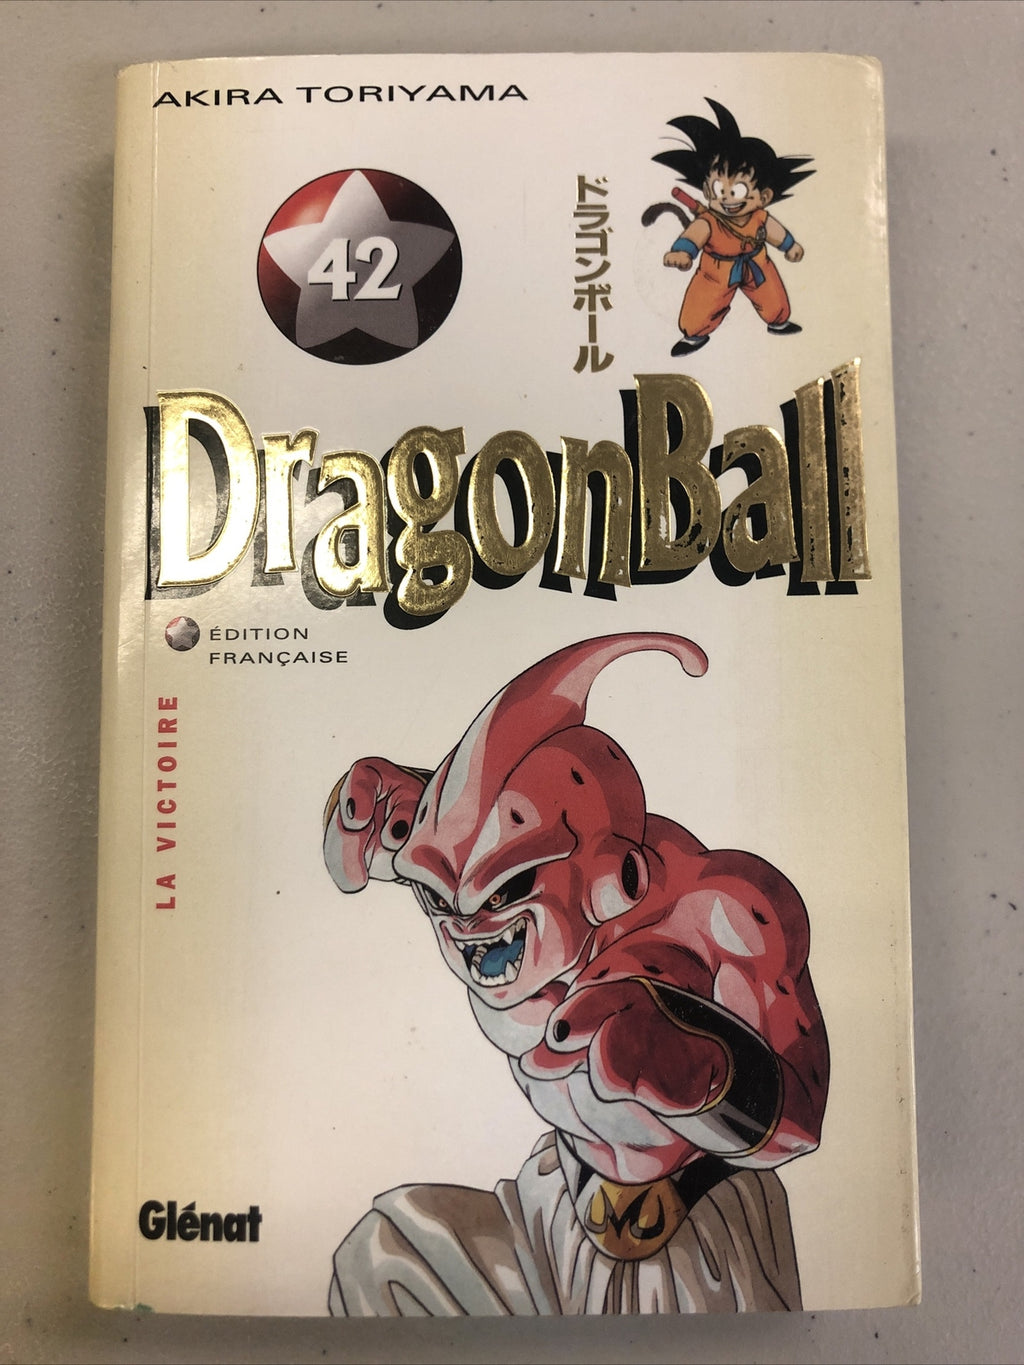 AKIRA TORIYAMA
42
ドラゴンボール
DragonBall
ÉDITION
FRANÇAISE
LA VICTOIRE
Glénat